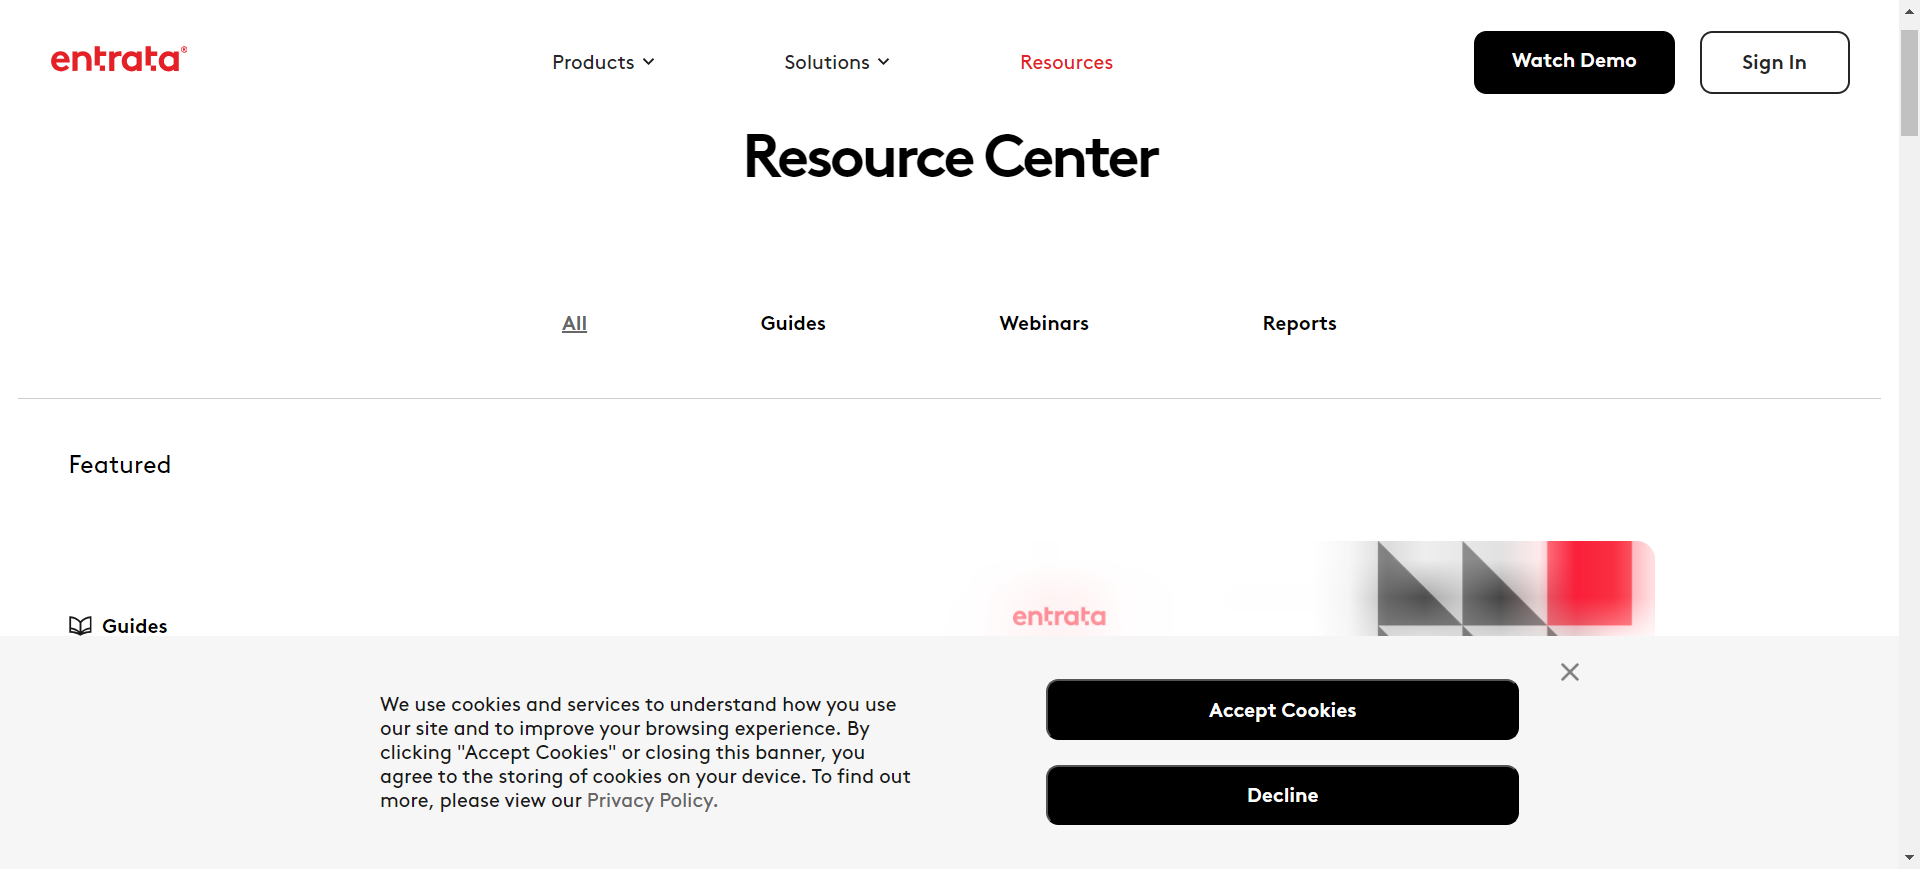 entrata®
Products
Solutions
Resources
Watch Demo
Sign In
Resource Center
All
Guides
Webinars
Reports
Featured
Guides
entrata
We use cookies and services to understand how you use
our site and to improve your browsing experience. By
clicking "Accept Cookies" or closing this banner, you
agree to the storing of cookies on your device. To find out
more, please view our Privacy Policy.
Accept Cookies
Decline